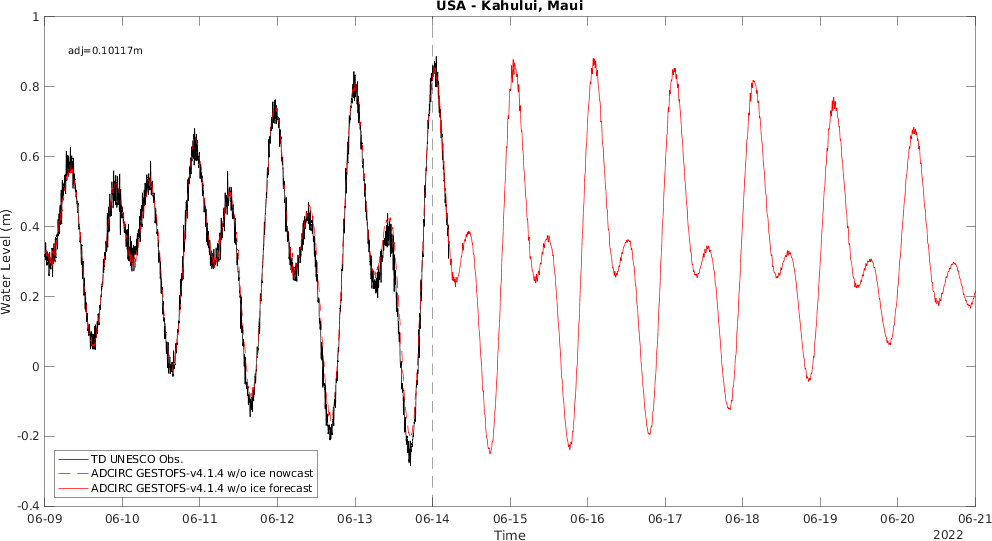 USA - Kahului, Maui
adj=0.10117m
1
0.8
0.6
0.4
0.2
0
-0.2
-0.4
Water Level (m)
TD UNESCO Obs.
ADCIRC GESTOFS-v4.1.4 w/o ice nowcast
ADCIRC GESTOFS-v4.1.4 w/o ice forecast
06-09 06-10 06-11 06-12 06-13 06-14 06-15 06-16 06-17 06-18 06-19 06-20 06-21
Time
2022